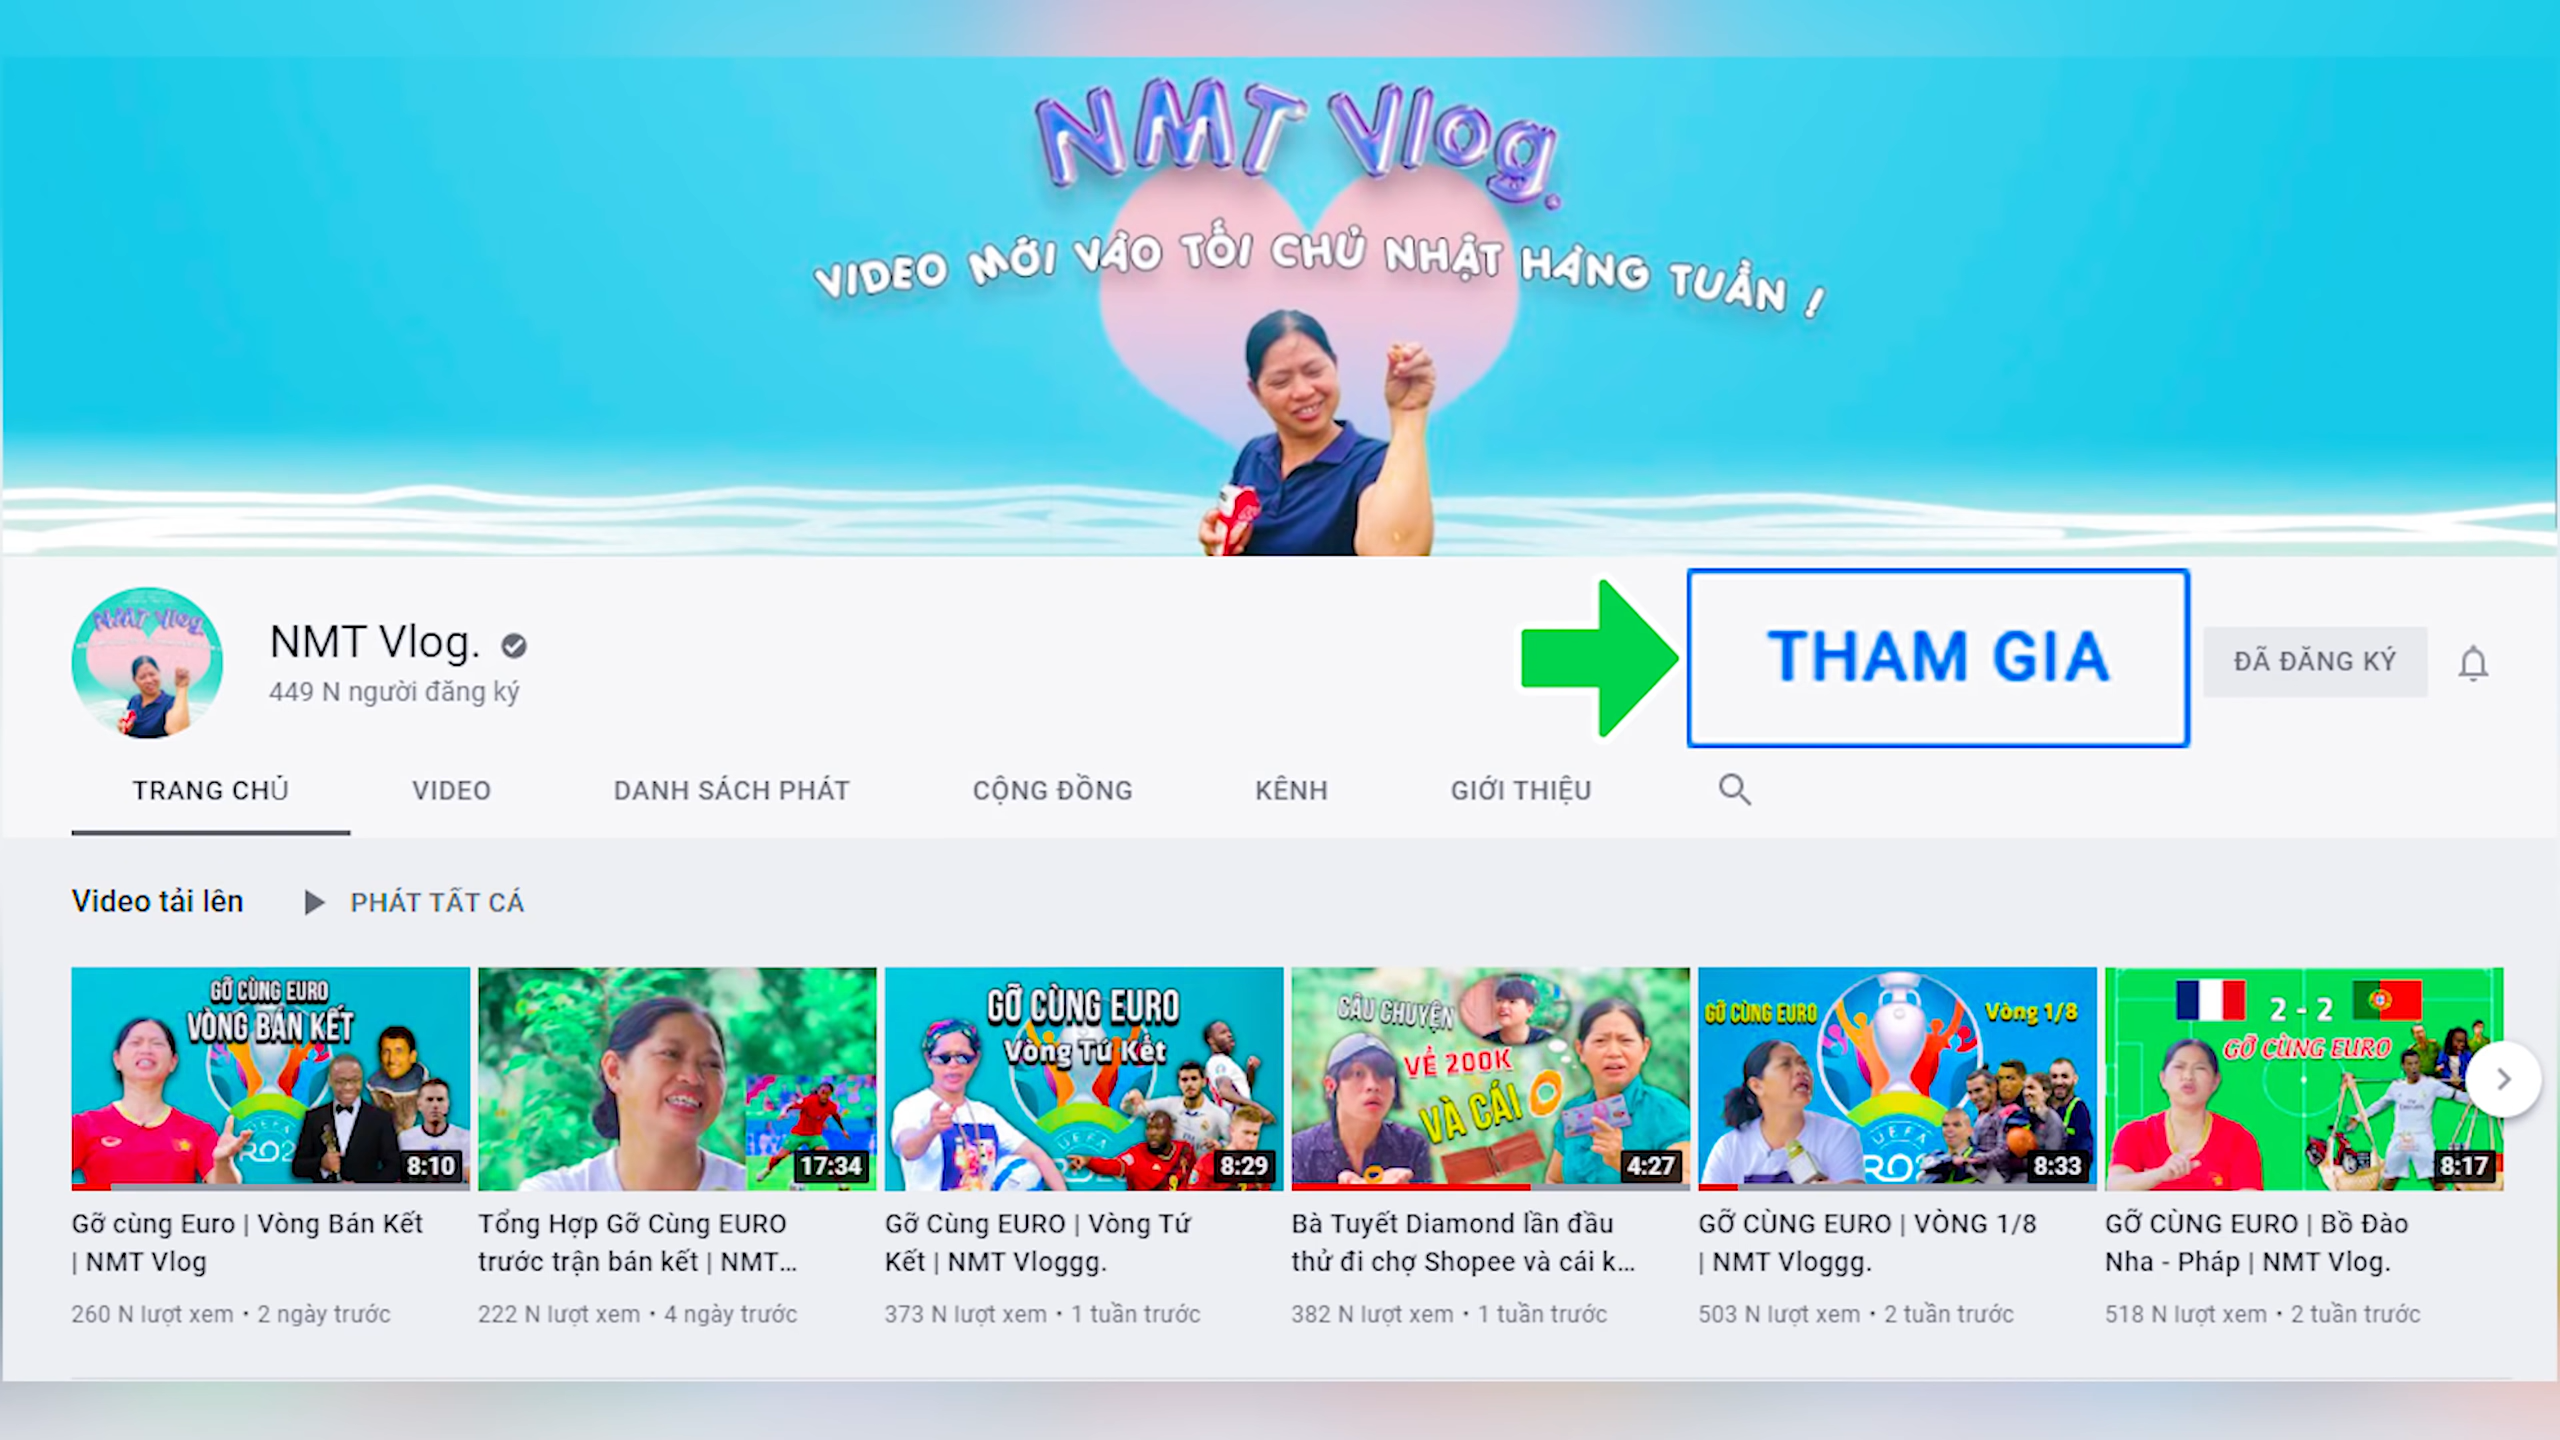 NMT Vlog.
VIDEO MỚI VÀO TỐI CHỦ NHẬT HÀNG TUẦN !
NMT Vlog.
NMT Vlog.
449 N người đăng ký
THAM GIA
ĐÃ ĐĂNG KÝ
TRANG CHỦ
VIDEO
DANH SÁCH PHÁT
CỘNG ĐỒNG
KÊNH
GIỚI THIỆU
Video tải lên
PHÁT TẤT CẢ
GỠ CÙNG EURO
VÒNG BÁN KẾT
8:10
17:34
GỠ CÙNG EURO
Vòng Tứ Kết
UEFA
8:29
CÂU CHUYỆN
VỀ 200K
VÀ CÁI
4:27
GỠ CÙNG EURO
Vòng 1/8
UEFA
8:33
2 - 2
GỠ CÙNG EURO
8:17
Gỡ cùng Euro | Vòng Bán Kết
| NMT Vlog
260 N lượt xem • 2 ngày trước
Tổng Hợp Gỡ Cùng EURO
trước trận bán kết | NMT...
222 N lượt xem • 4 ngày trước
Gỡ Cùng EURO | Vòng Tứ
Kết | NMT Vloggg.
373 N lượt xem • 1 tuần trước
Bà Tuyết Diamond lần đầu
thử đi chợ Shopee và cái k...
382 N lượt xem • 1 tuần trước
GỠ CÙNG EURO | VÒNG 1/8
| NMT Vloggg.
503 N lượt xem • 2 tuần trước
GỠ CÙNG EURO | Bồ Đào
Nha - Pháp | NMT Vlog.
518 N lượt xem • 2 tuần trước